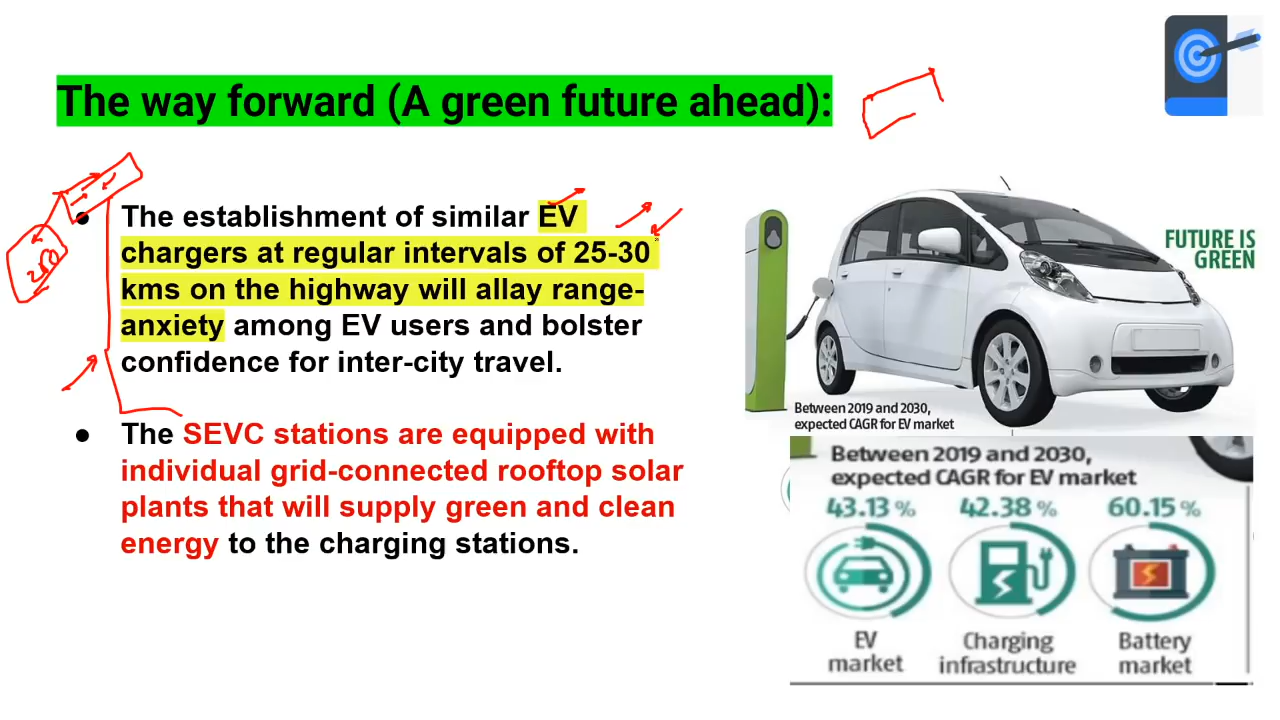 The way forward (A green future ahead):
● The establishment of similar EV
chargers at regular intervals of 25-30
kms on the highway will allay range-
anxiety among EV users and bolster
confidence for inter-city travel.
● The SEVC stations are equipped with
individual grid-connected rooftop solar
plants that will supply green and clean
energy to the charging stations.
FUTURE IS
GREEN
Between 2019 and 2030,
expected CAGR for EV market
Between 2019 and 2030,
expected CAGR for EV market
43.13 % 42.38 % 60.15 %
EV market
Charging infrastructure
Battery market